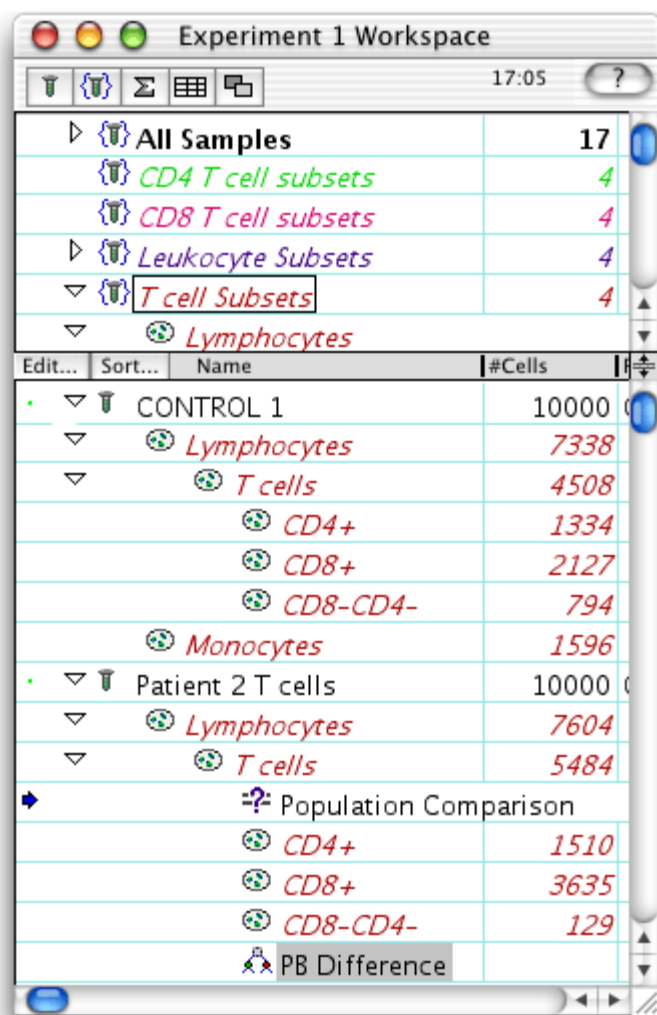 Experiment 1 Workspace
Σ 17:05 ?
All Samples 17
CD4 T cell subsets 4
CD8 T cell subsets 4
Leukocyte Subsets 4
T cell Subsets 4
Lymphocytes
Edit... Sort... Name #Cells
CONTROL 1 10000
Lymphocytes 7338
T cells 4508
CD4+ 1334
CD8+ 2127
CD8-CD4- 794
Monocytes 1596
Patient 2 T cells 10000
Lymphocytes 7604
T cells 5484
=?= Population Comparison
CD4+ 1510
CD8+ 3635
CD8-CD4- 129
PB Difference